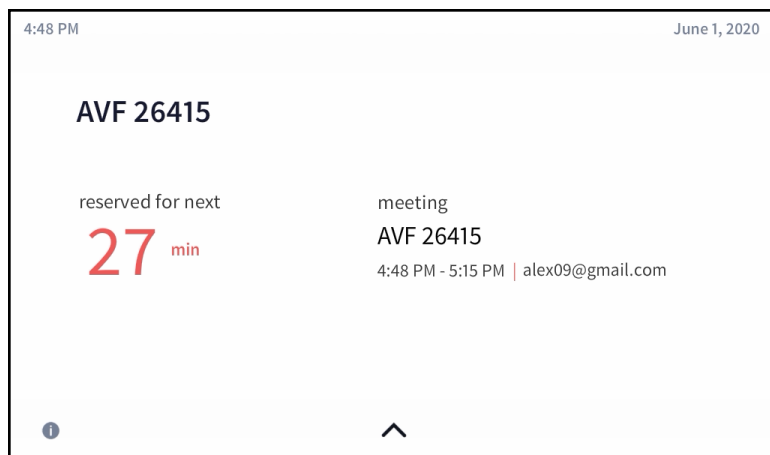 4:48 PM
June 1, 2020
AVF 26415
reserved for next
27 min
meeting
AVF 26415
4:48 PM - 5:15 PM | alex09@gmail.com
i